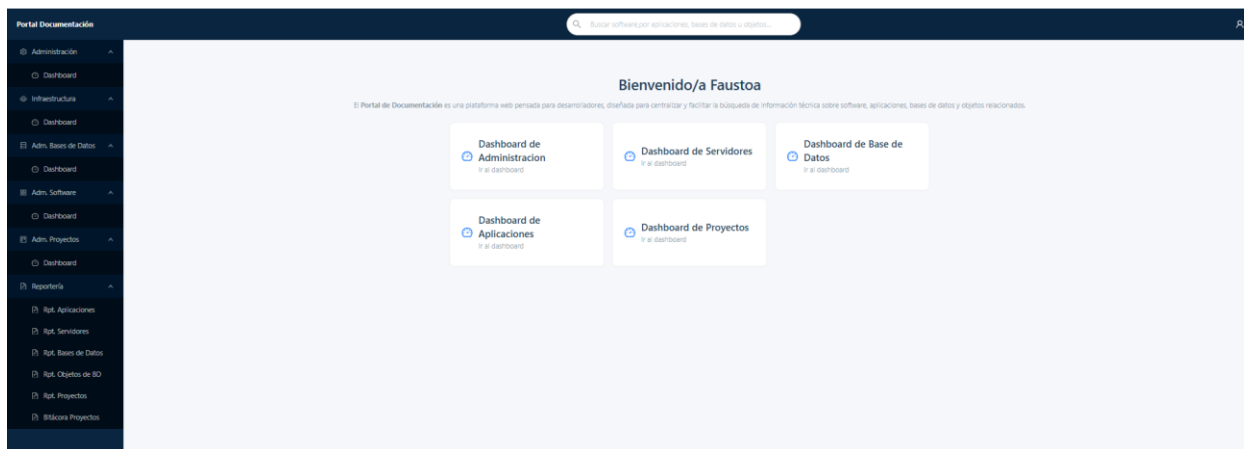 Portal Documentación
Buscar software,por aplicaciones, bases de datos u objetos...
Administración
Dashboard
Infraestructura
Dashboard
Adm. Bases de Datos
Dashboard
Adm. Software
Dashboard
Adm. Proyectos
Dashboard
Reportería
Rpt. Aplicaciones
Rpt. Servidores
Rpt. Bases de Datos
Rpt. Objetos de BD
Rpt. Proyectos
Bitácora Proyectos
Bienvenido/a Faustoa
El Portal de Documentación es una plataforma web pensada para desarrolladores, diseñada para centralizar y facilitar la búsqueda de información técnica sobre software, aplicaciones, bases de datos y objetos relacionados.
Dashboard de
Administracion
Ir al dashboard
Dashboard de Servidores
Ir al dashboard
Dashboard de Base de
Datos
Ir al dashboard
Dashboard de
Aplicaciones
Ir al dashboard
Dashboard de Proyectos
Ir al dashboard